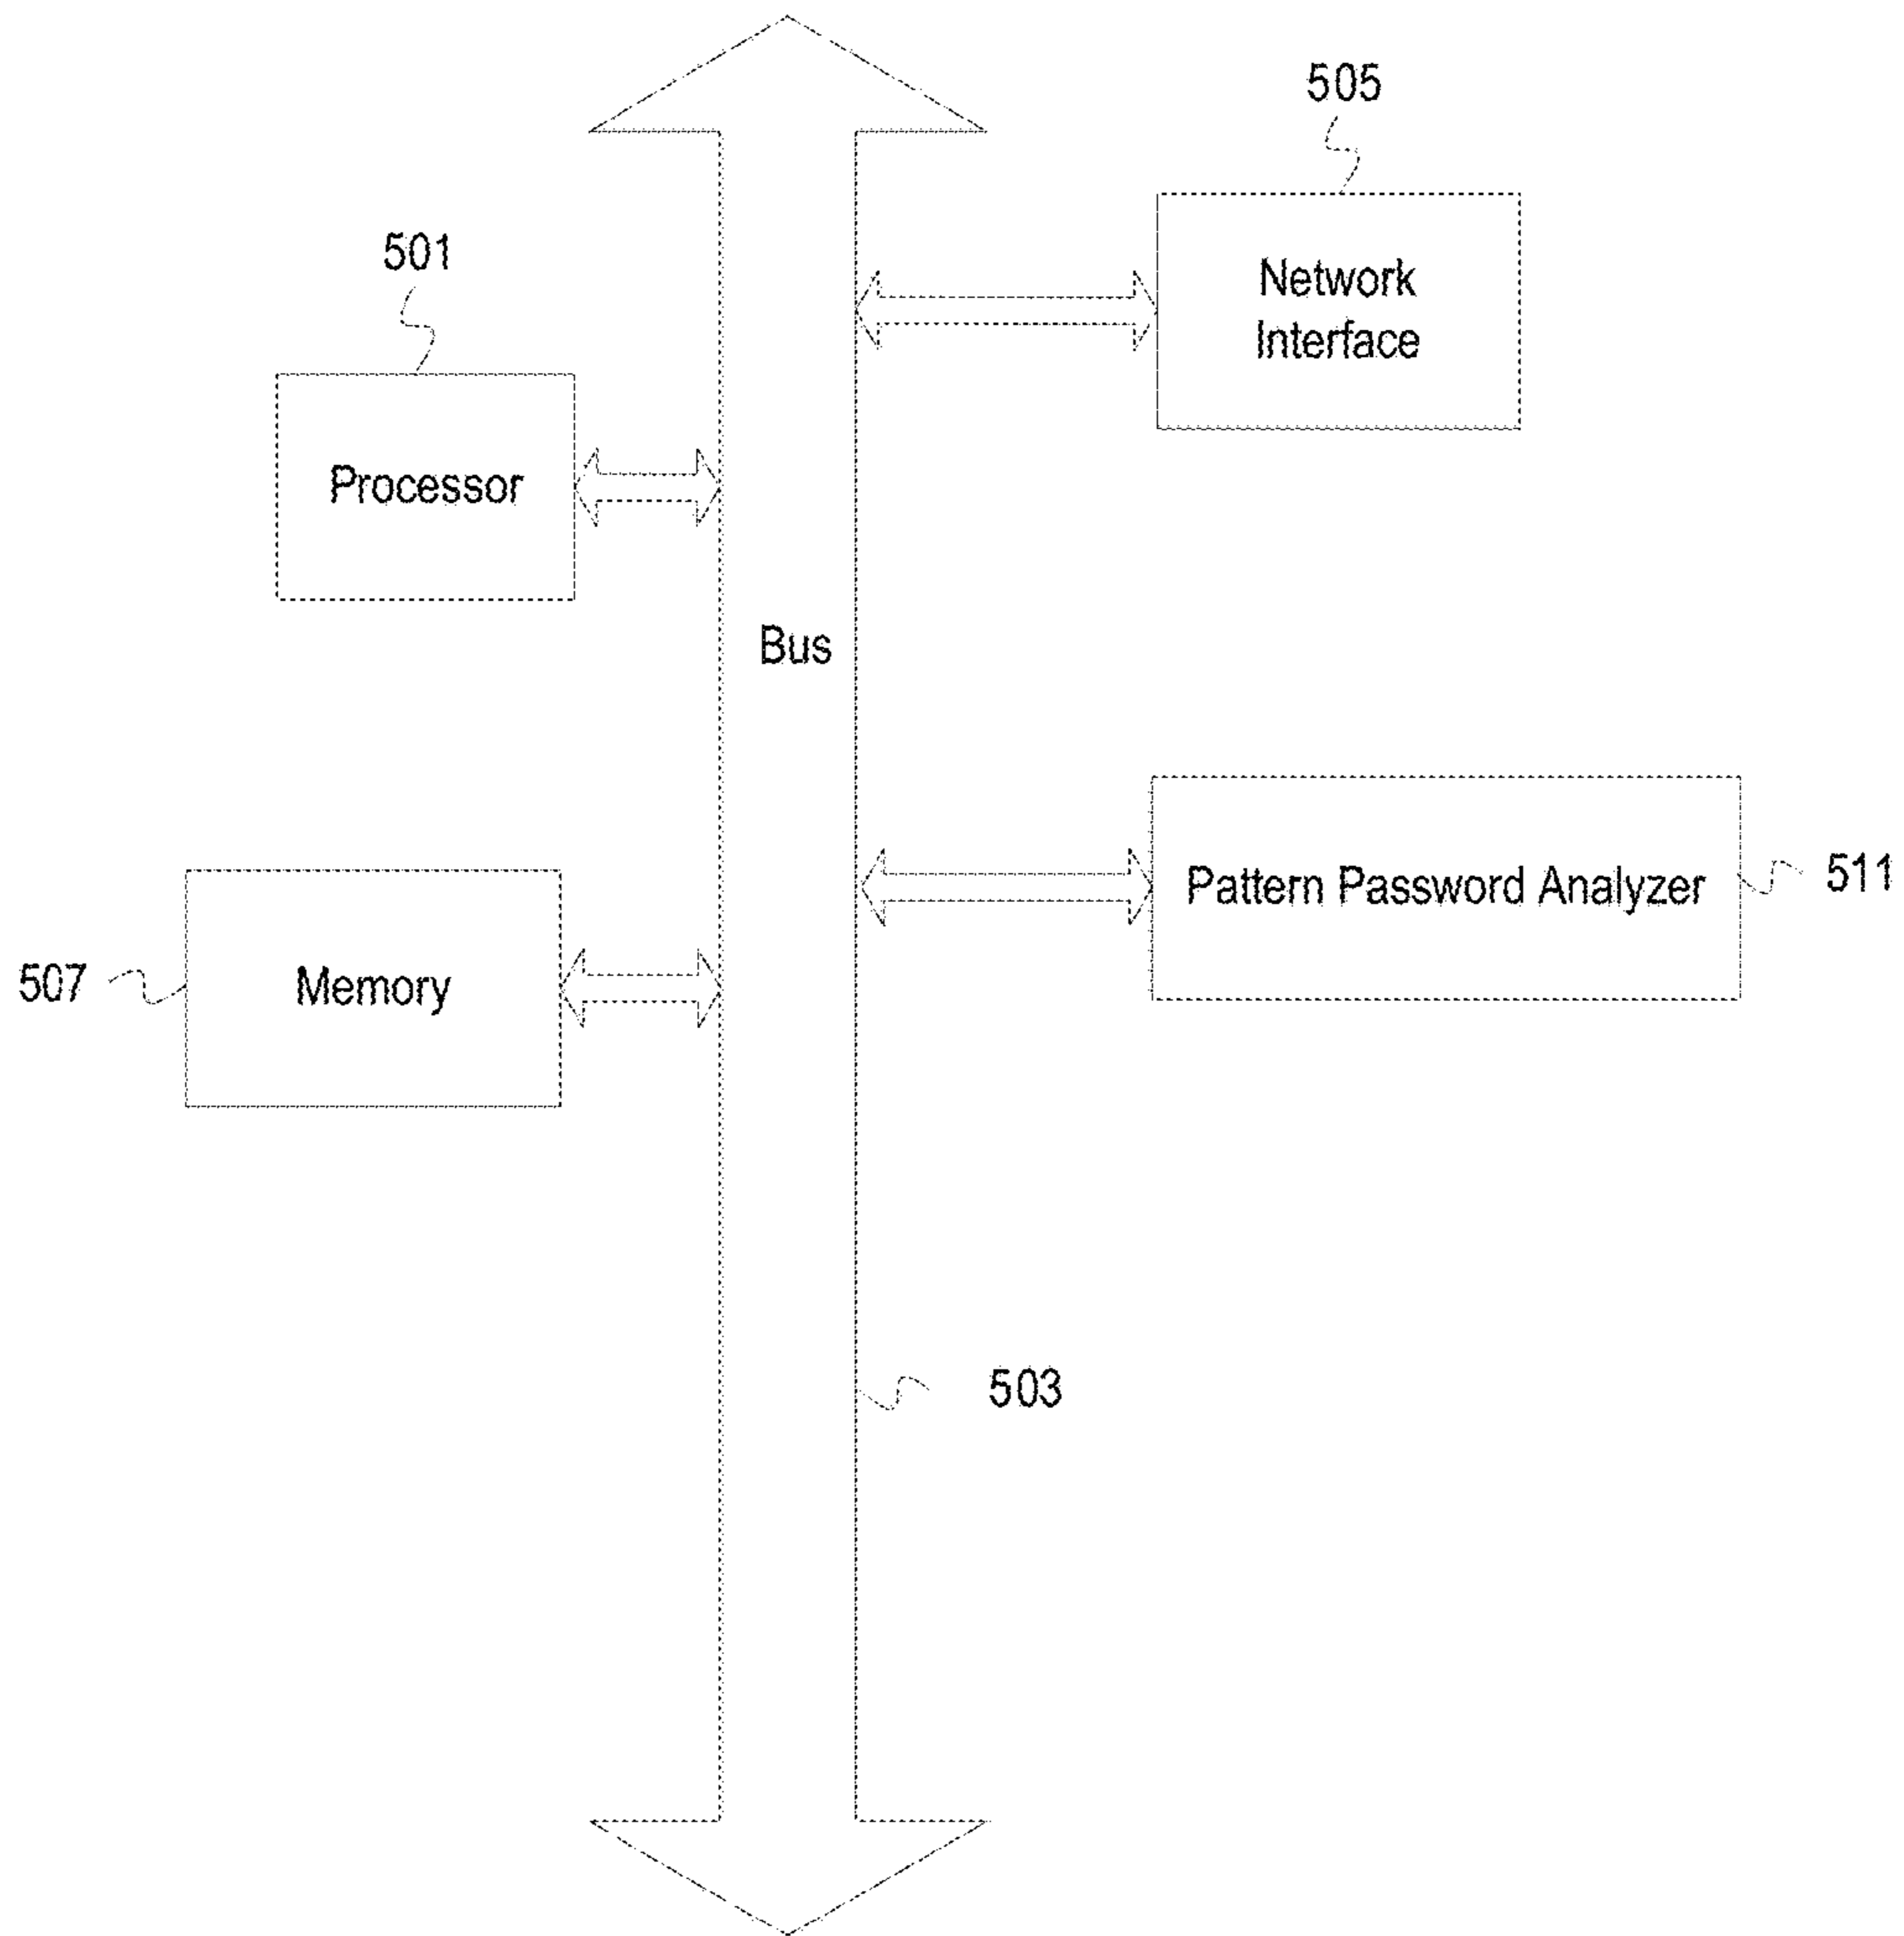 505
501
Network
Interface
Processor
Bus
Pattern Password Analyzer
511
507
Memory
503